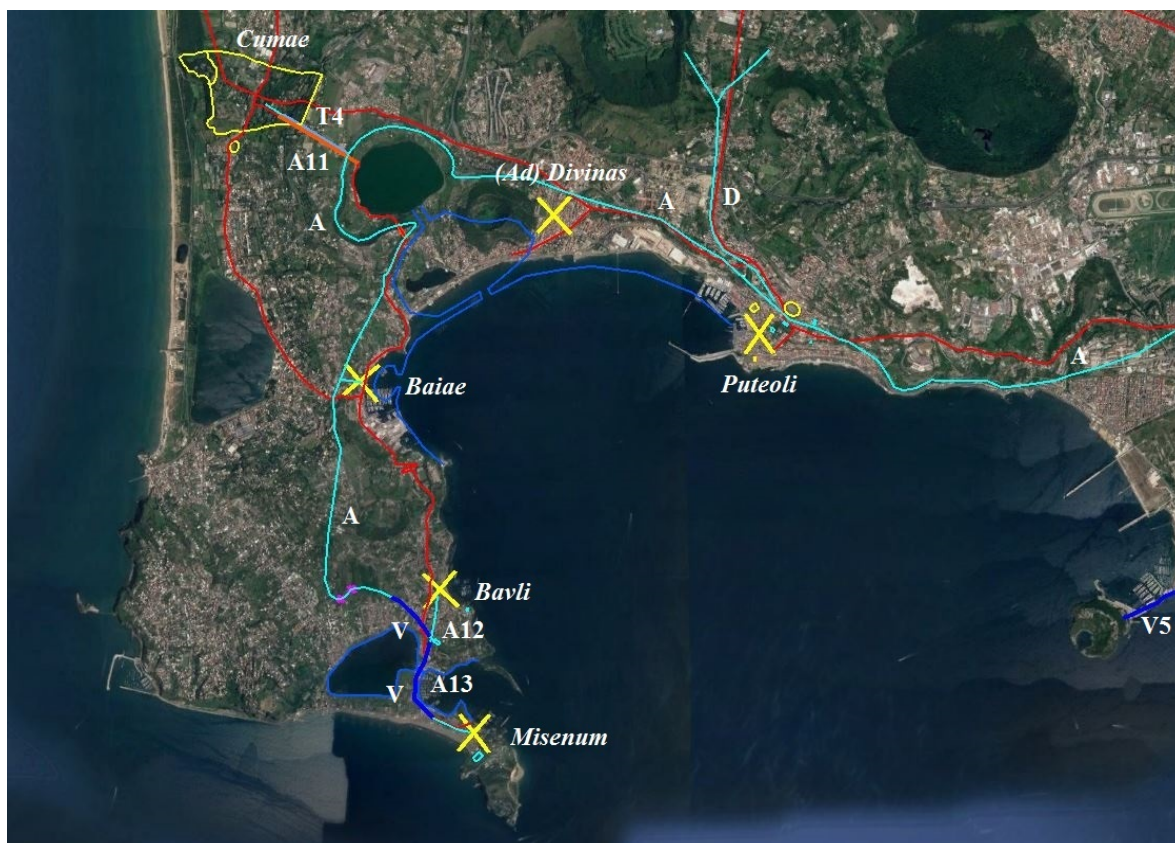 Cumae
T4
A11
(Ad) Divinas
A
D
A
A
Puteoli
Baiae
A
Bavli
V
A12
V5
A13
V
Misenum